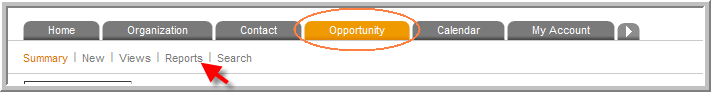 Home Organization Contact Opportunity Calendar My Account
Summary New Views Reports Search